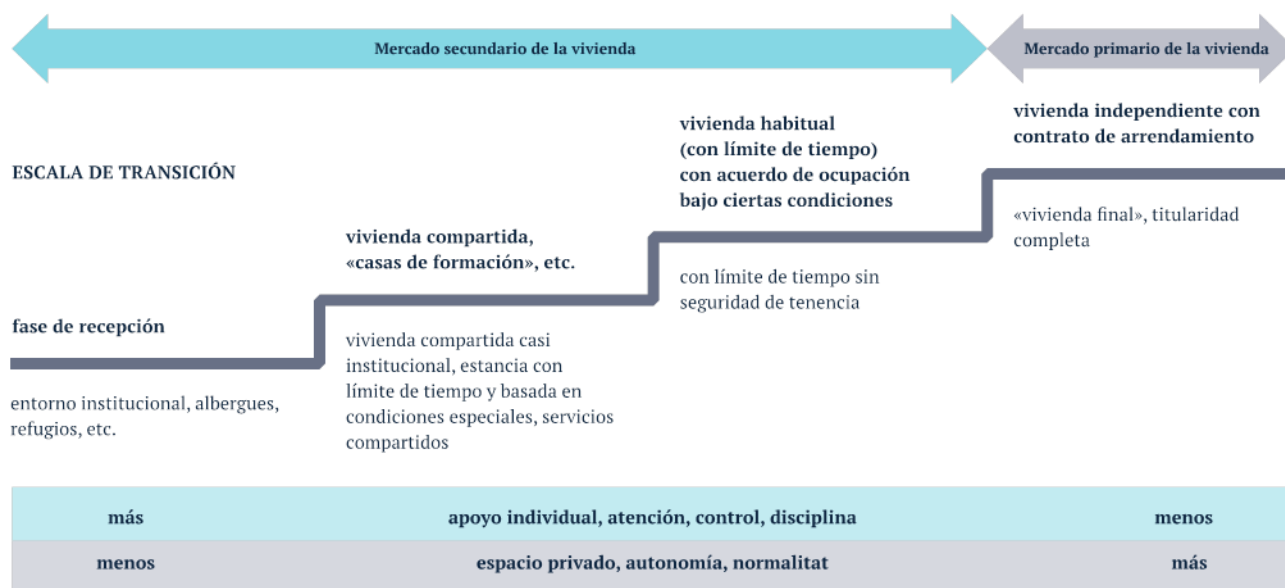 Mercado secundario de la vivienda
Mercado primario de la vivienda
ESCALA DE TRANSICIÓN
fase de recepción
entorno institucional, albergues,
refugios, etc.
vivienda compartida,
«casas de formación», etc.
vivienda compartida casi
institucional, estancia con
límite de tiempo y basada en
condiciones especiales, servicios
compartidos
vivienda habitual
(con límite de tiempo)
con acuerdo de ocupación
bajo ciertas condiciones
con límite de tiempo sin
seguridad de tenencia
vivienda independiente con
contrato de arrendamiento
«vivienda final», titularidad
completa
más apoyo individual, atención, control, disciplina menos
menos espacio privado, autonomía, normalitat más